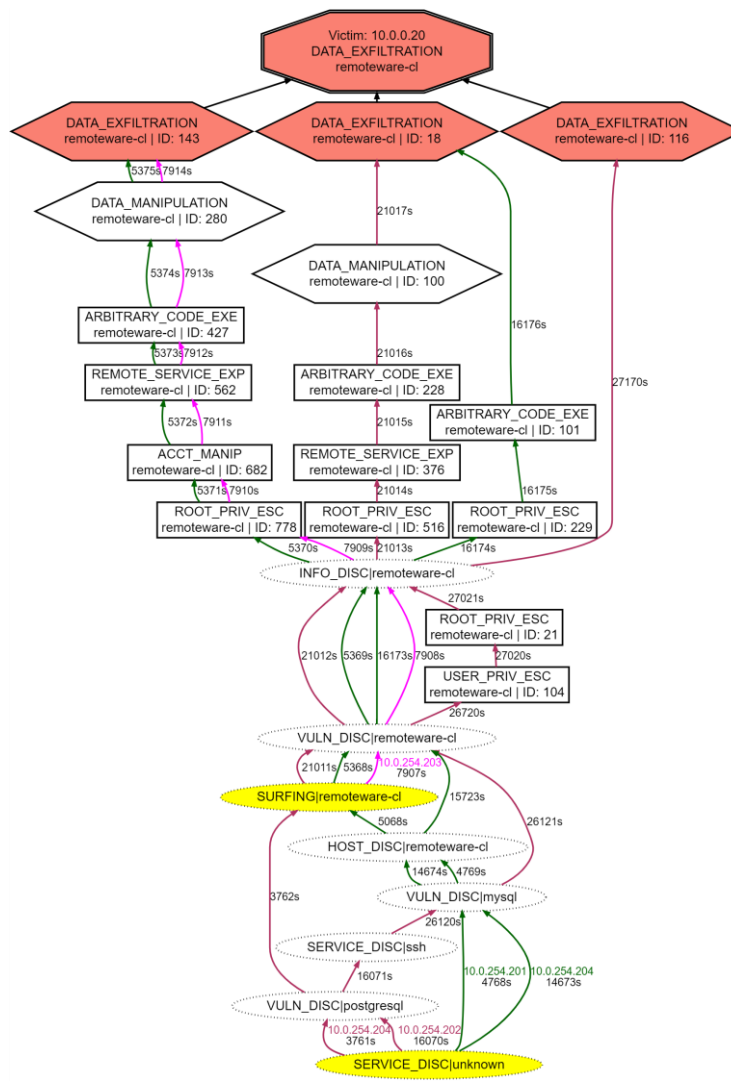 Victim: 10.0.0.20
DATA_EXFILTRATION
remoteware-cl
DATA_EXFILTRATION
remoteware-cl | ID: 143
DATA_EXFILTRATION
remoteware-cl | ID: 18
DATA_EXFILTRATION
remoteware-cl | ID: 116
5375s
7914s
DATA_MANIPULATION
remoteware-cl | ID: 280
21017s
DATA_MANIPULATION
remoteware-cl | ID: 100
5374s
7913s
16176s
ARBITRARY_CODE_EXE
remoteware-cl | ID: 427
21016s
27170s
5373s
7912s
REMOTE_SERVICE_EXP
remoteware-cl | ID: 562
ARBITRARY_CODE_EXE
remoteware-cl | ID: 228
ARBITRARY_CODE_EXE
remoteware-cl | ID: 101
5372s
7911s
21015s
ACCT_MANIP
remoteware-cl | ID: 682
REMOTE_SERVICE_EXP
remoteware-cl | ID: 376
5371s
7910s
21014s
16175s
ROOT_PRIV_ESC
remoteware-cl | ID: 778
ROOT_PRIV_ESC
remoteware-cl | ID: 516
ROOT_PRIV_ESC
remoteware-cl | ID: 229
5370s
7909s
21013s
16174s
INFO_DISC|remoteware-cl
27021s
ROOT_PRIV_ESC
remoteware-cl | ID: 21
21012s
5369s
16173s
7908s
27020s
USER_PRIV_ESC
remoteware-cl | ID: 104
26720s
VULN_DISC|remoteware-cl
21011s
5368s
10.0.254.203
7907s
SURFING|remoteware-cl
15723s
5068s
26121s
HOST_DISC|remoteware-cl
14674s
4769s
3762s
VULN_DISC|mysql
26120s
SERVICE_DISC|ssh
16071s
10.0.254.201
4768s
10.0.254.204
14673s
VULN_DISC|postgresql
10.0.254.204
3761s
10.0.254.202
16070s
SERVICE_DISC|unknown